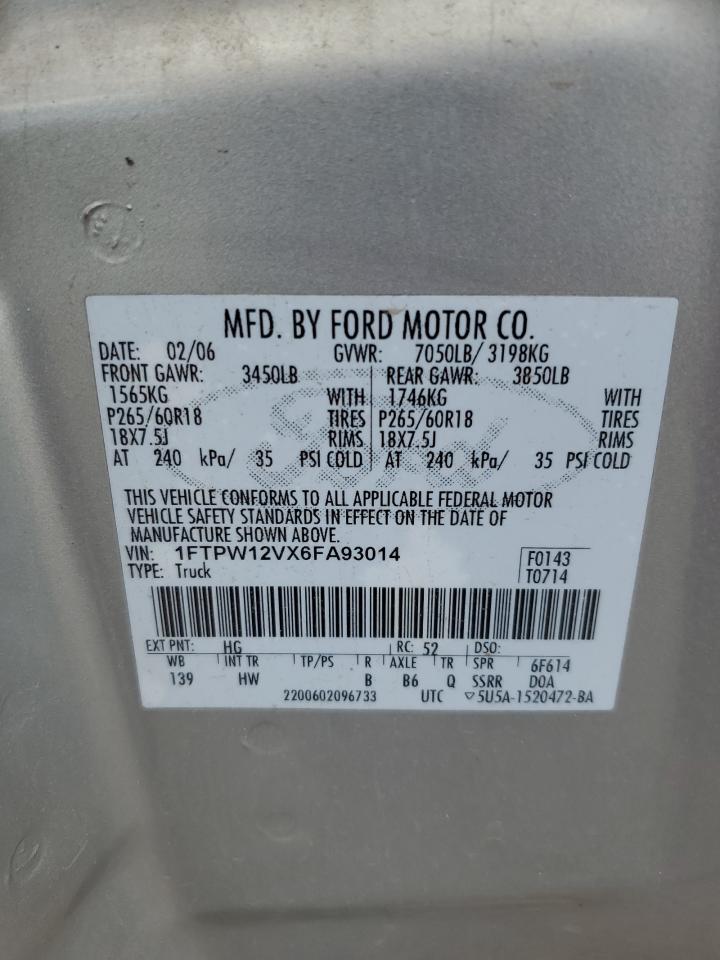 MFD. BY FORD MOTOR CO.
DATE: 02/06 GVWR: 7050LB/ 3198KG
FRONT GAWR: 3450LB REAR GAWR: 3850LB
1565KG WITH 1746KG WITH
P265/60R18 TIRES P265/60R18 TIRES
18X7.5J RIMS 18X7.5J RIMS
AT 240 kPa/ 35 PSI COLD AT 240 kPa/ 35 PSI COLD
Ford
THIS VEHICLE CONFORMS TO ALL APPLICABLE FEDERAL MOTOR
VEHICLE SAFETY STANDARDS IN EFFECT ON THE DATE OF
MANUFACTURE SHOWN ABOVE.
VIN: 1FTPW12VX6FA93014 F0143
TYPE: Truck T0714
EXT PNT: HG RC: 52 DSO:
WB INT TR TP/PS R AXLE TR SPR 6F614
139 HW B B6 Q SSRR DOA
2200602096733 UTC ▽5U5A-1520472-BA